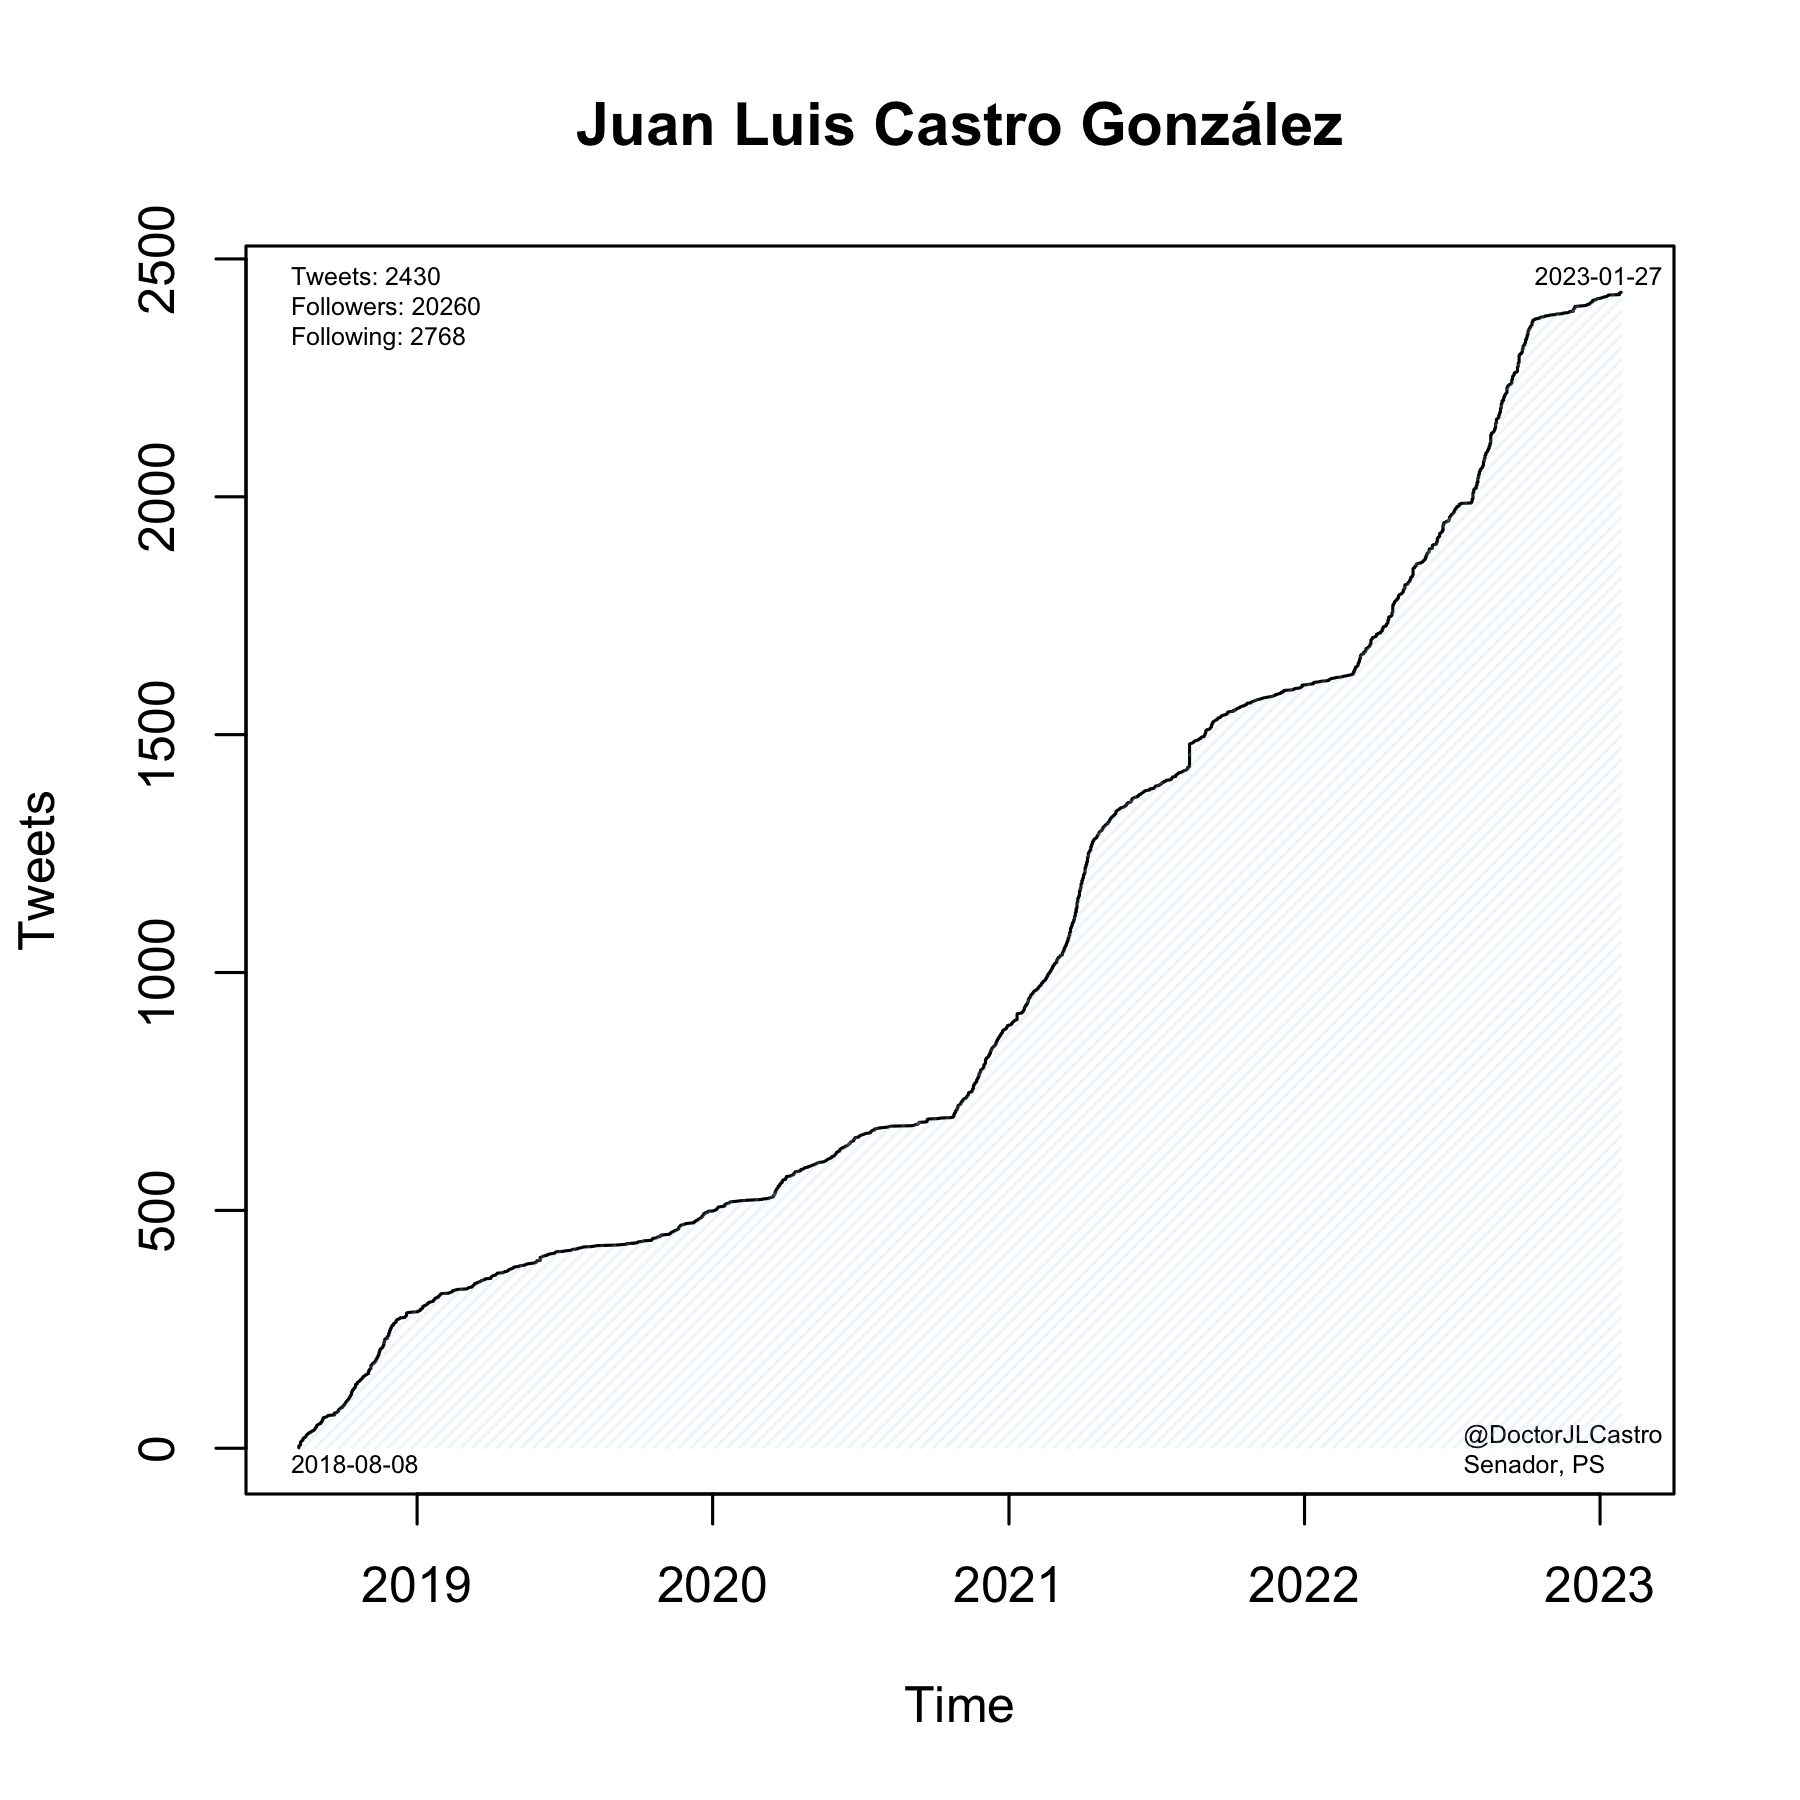 Juan Luis Castro González
Tweets: 2430
Followers: 20260
Following: 2768
2023-01-27
2500
2000
1500
1000
500
0
Tweets
@DoctorJLCastro
Senador, PS
2018-08-08
2019
2020
2021
2022
2023
Time